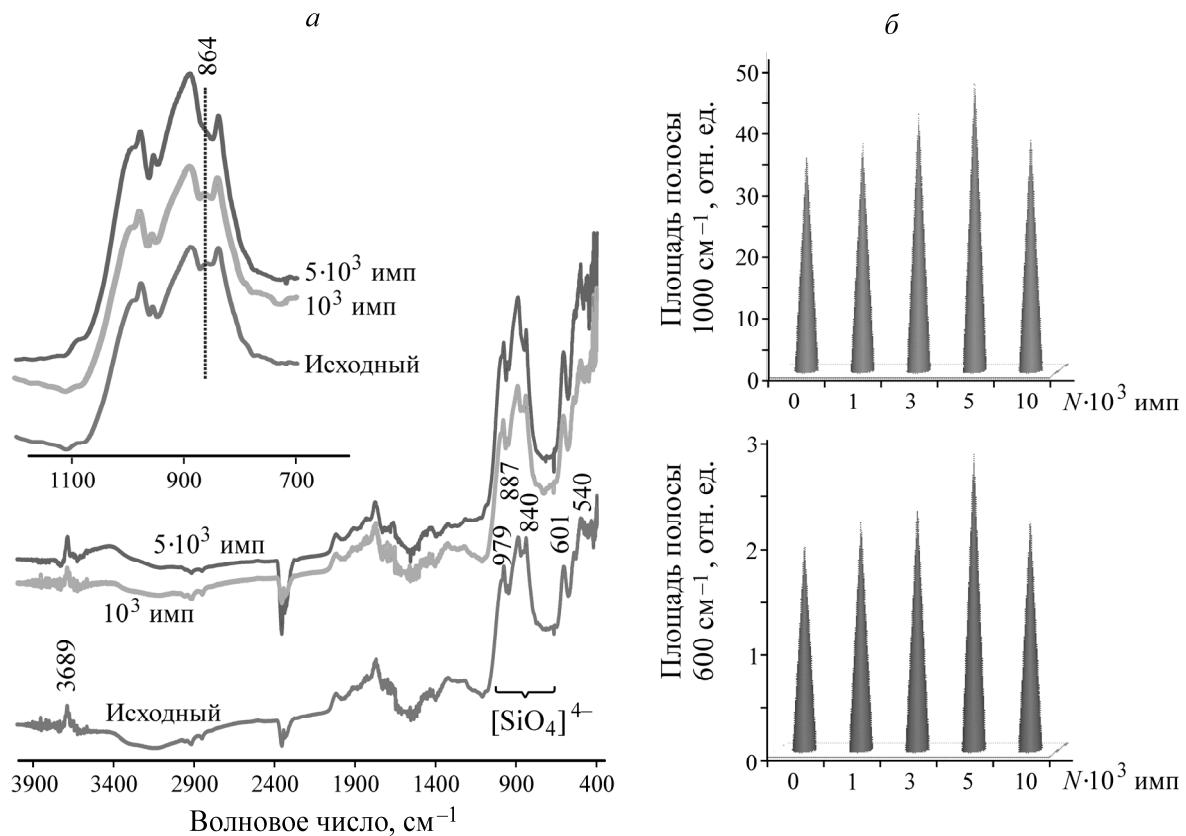 а
864
5·10³ имп
10³ имп
Исходный
1100 900 700
887
840
540
979
601
5·10³ имп
10³ имп
3689
Исходный
[SiO₄]⁴⁻
3900 3400 2900 2400 1900 1400 900 400
Волновое число, см⁻¹
б
Площадь полосы
1000 см⁻¹, отн. ед.
50
40
30
20
10
0
0 1 3 5 10 N·10³ имп
Площадь полосы
600 см⁻¹, отн. ед.
3
2
1
0
0 1 3 5 10 N·10³ имп